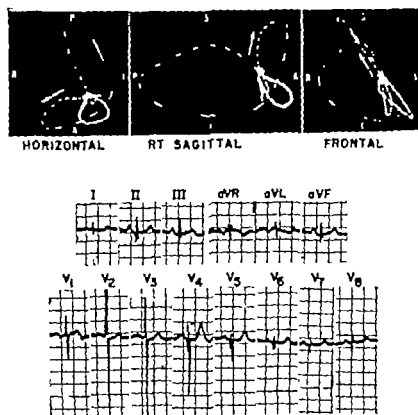 P S S
R L P A R L
A I I
HORIZONTAL RT SAGITTAL FRONTAL
I II III aVR aVL aVF
V1 V2 V3 V4 V5 V6 V7 V8